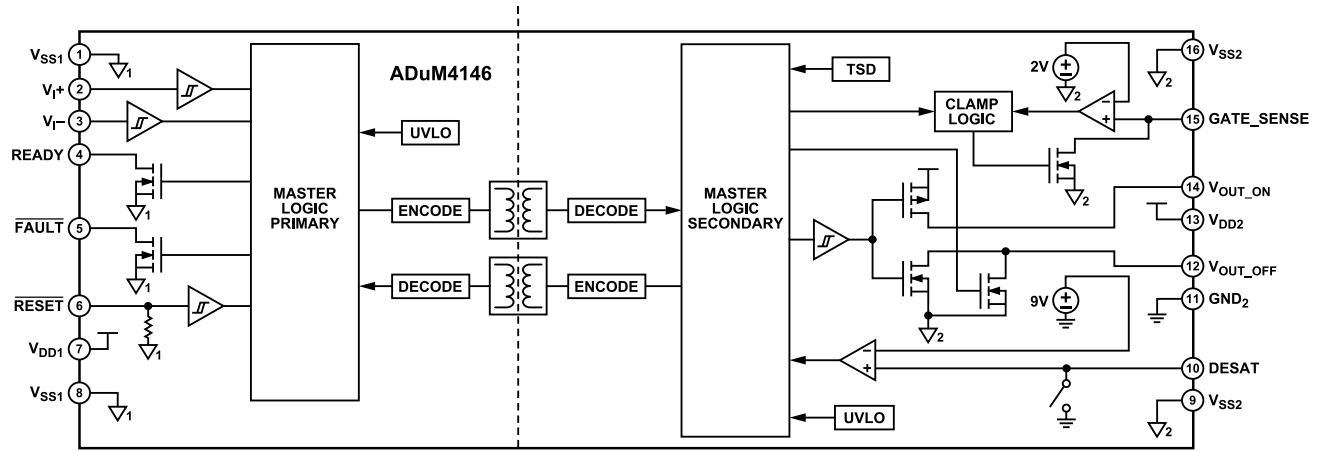 ADuM4146
VSS1
1
1
VI+
2
VI–
3
READY
4
1
FAULT
5
1
RESET
6
1
VDD1
7
VSS1
8
1
MASTER
LOGIC
PRIMARY
UVLO
ENCODE
DECODE
DECODE
ENCODE
MASTER
LOGIC
SECONDARY
TSD
CLAMP
LOGIC
2V
2
–
+
2
2
9V
–
+
UVLO
16
VSS2
2
15
GATE_SENSE
14
VOUT_ON
13
VDD2
12
VOUT_OFF
11
GND2
10
DESAT
9
VSS2
2